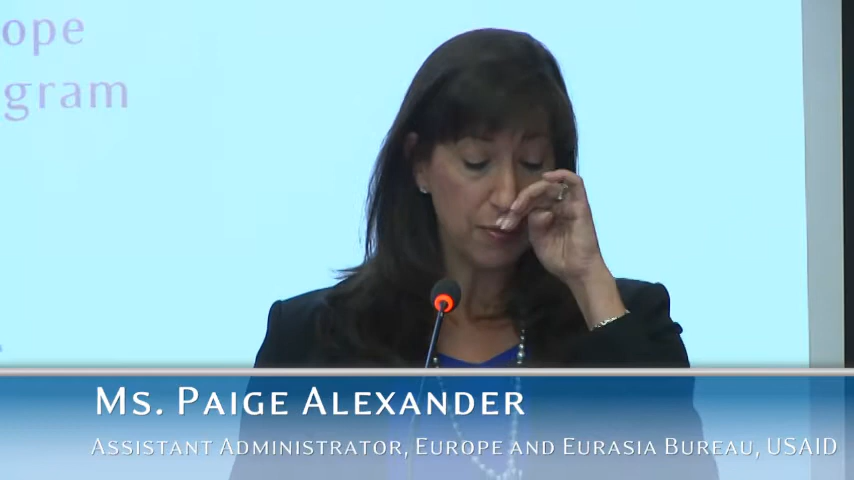 ope
gram
Ms. Paige Alexander
Assistant Administrator, Europe and Eurasia Bureau, USAID